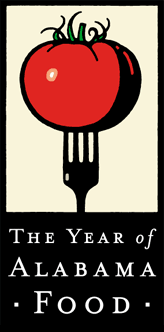 THE YEAR of
ALABAMA
· FOOD ·